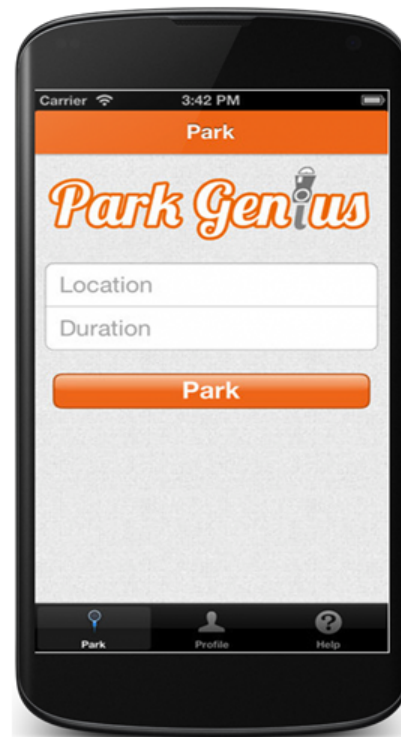 Carrier 3:42 PM
Park
Park Genius
Location
Duration
Park
Park Profile Help